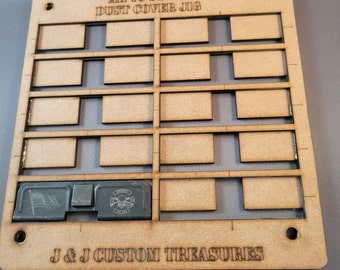 DUST COVER JIG
J & J CUSTOM TREASURES